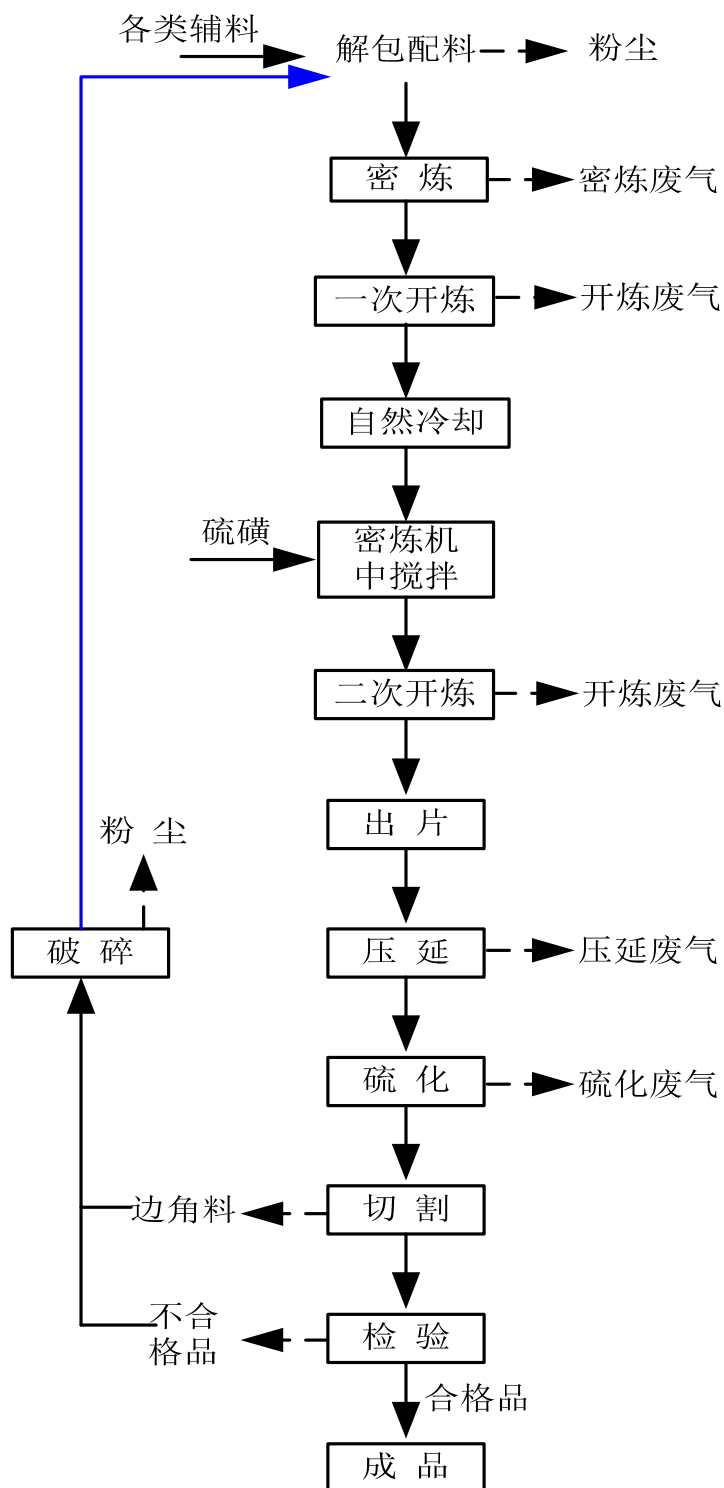 各类辅料
解包配料
粉尘
密 炼
密炼废气
一次开炼
开炼废气
自然冷却
硫磺
密炼机
中搅拌
二次开炼
开炼废气
出 片
粉 尘
破 碎
压 延
压延废气
硫 化
硫化废气
边角料
切 割
不合
格品
检 验
合格品
成 品